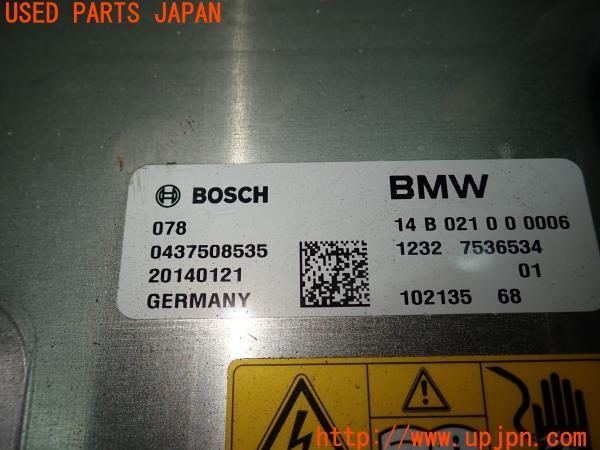 USED PARTS JAPAN
BOSCH
BMW
078
14 B 021 0 0 0006
0437508535
1232 7536534
20140121
01
GERMANY
102135 68
http://www.upjpn.com/